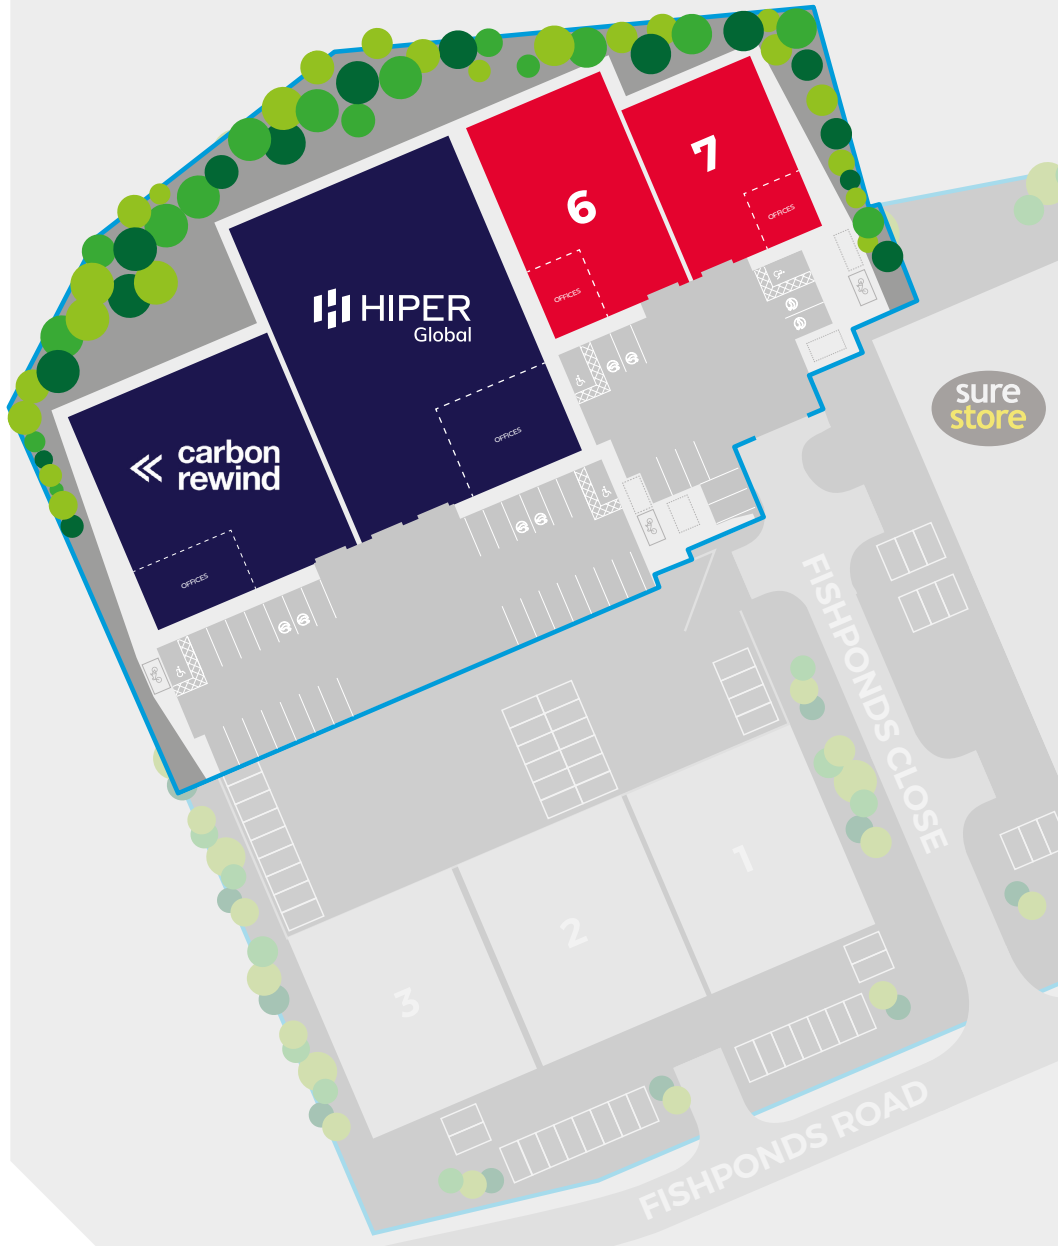 7
6
OFFICES
OFFICES
HIPER
Global
sure
store
OFFICES
carbon
rewind
OFFICES
FISHPONDS CLOSE
1
2
3
FISHPONDS ROAD